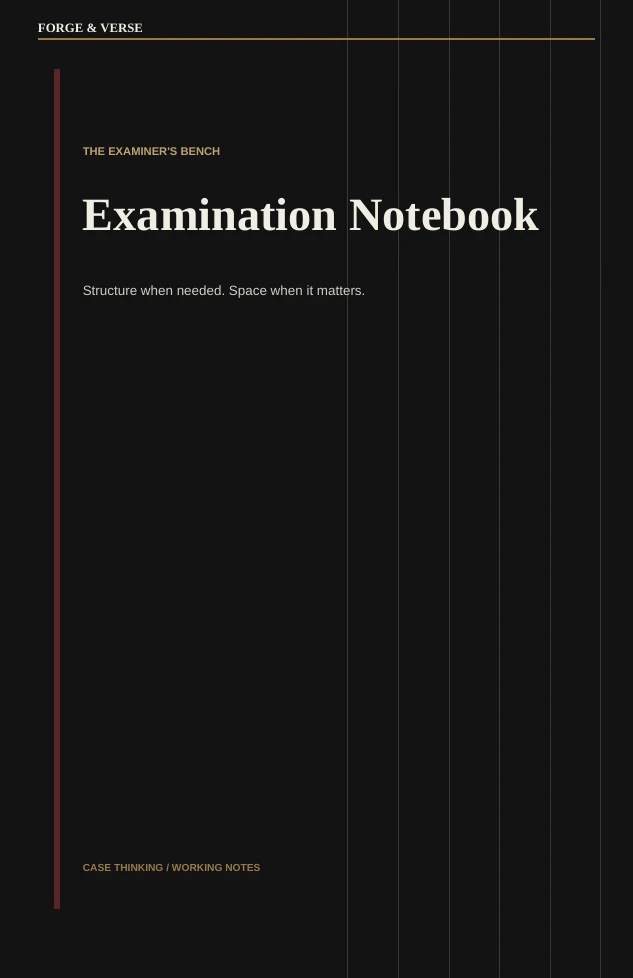 FORGE & VERSE
THE EXAMINER'S BENCH
Examination Notebook
Structure when needed. Space when it matters.
CASE THINKING / WORKING NOTES